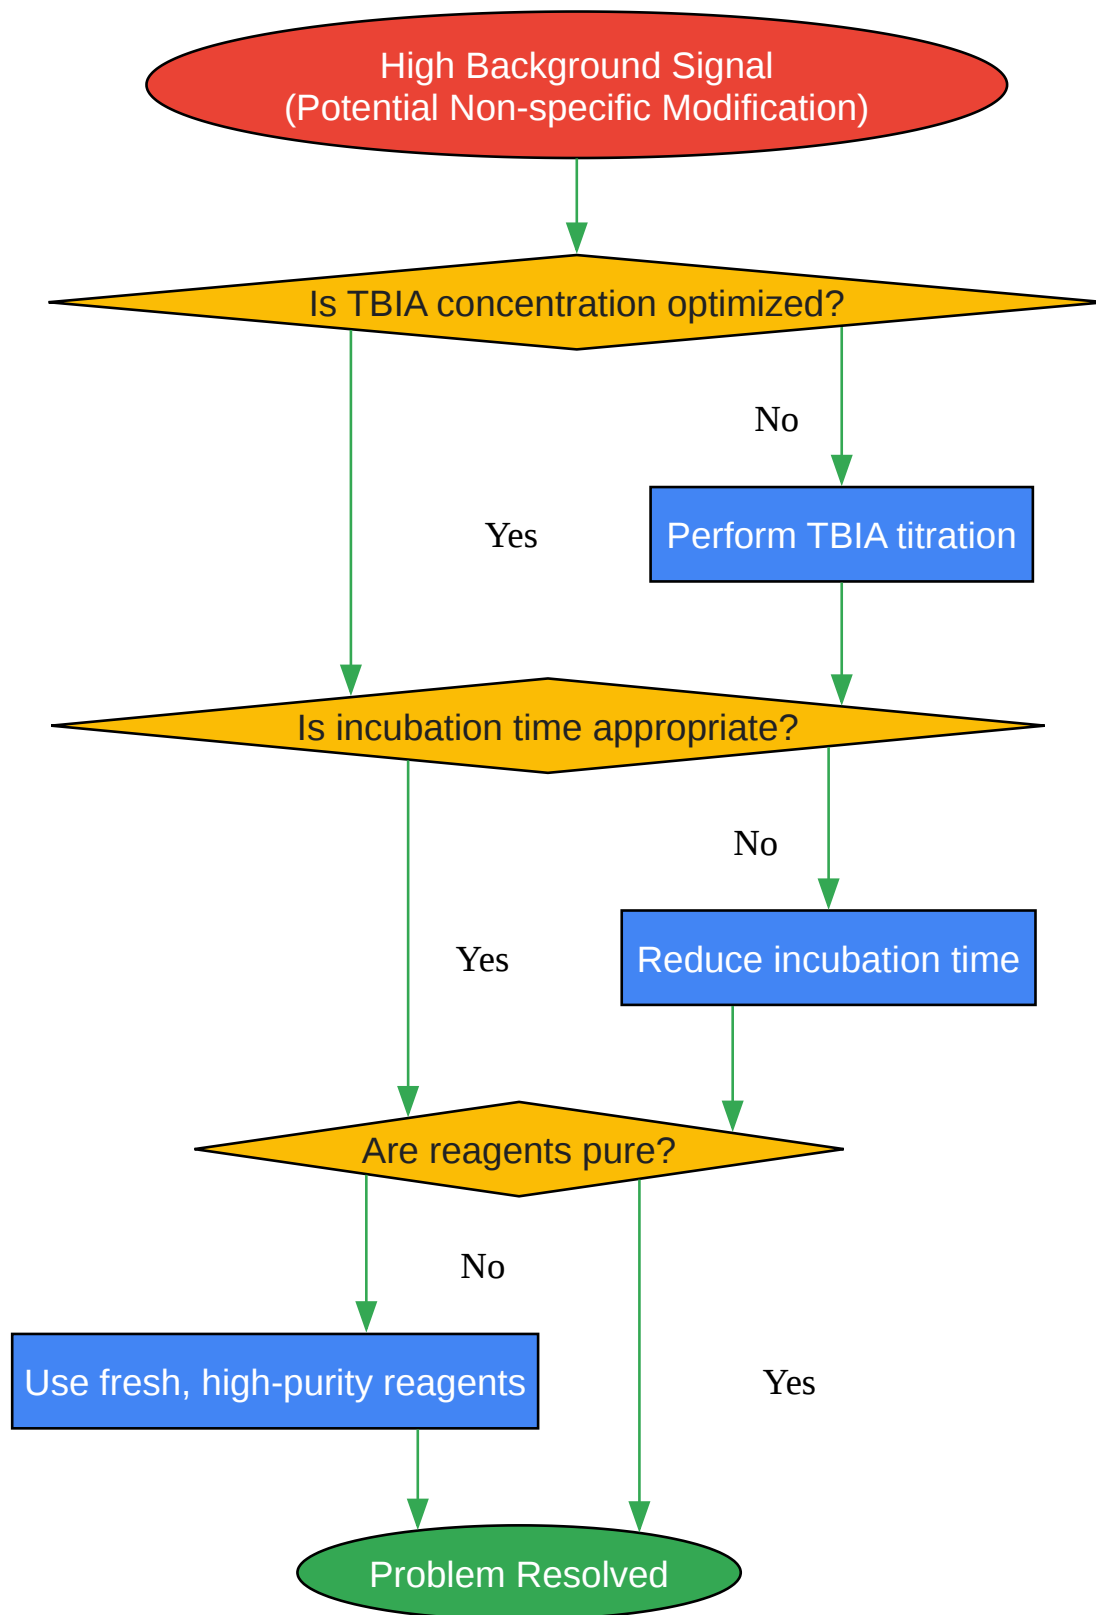 High Background Signal
(Potential Non-specific Modification)
Is TBIA concentration optimized?
No
Yes
Perform TBIA titration
Is incubation time appropriate?
No
Yes
Reduce incubation time
Are reagents pure?
No
Use fresh, high-purity reagents
Yes
Problem Resolved